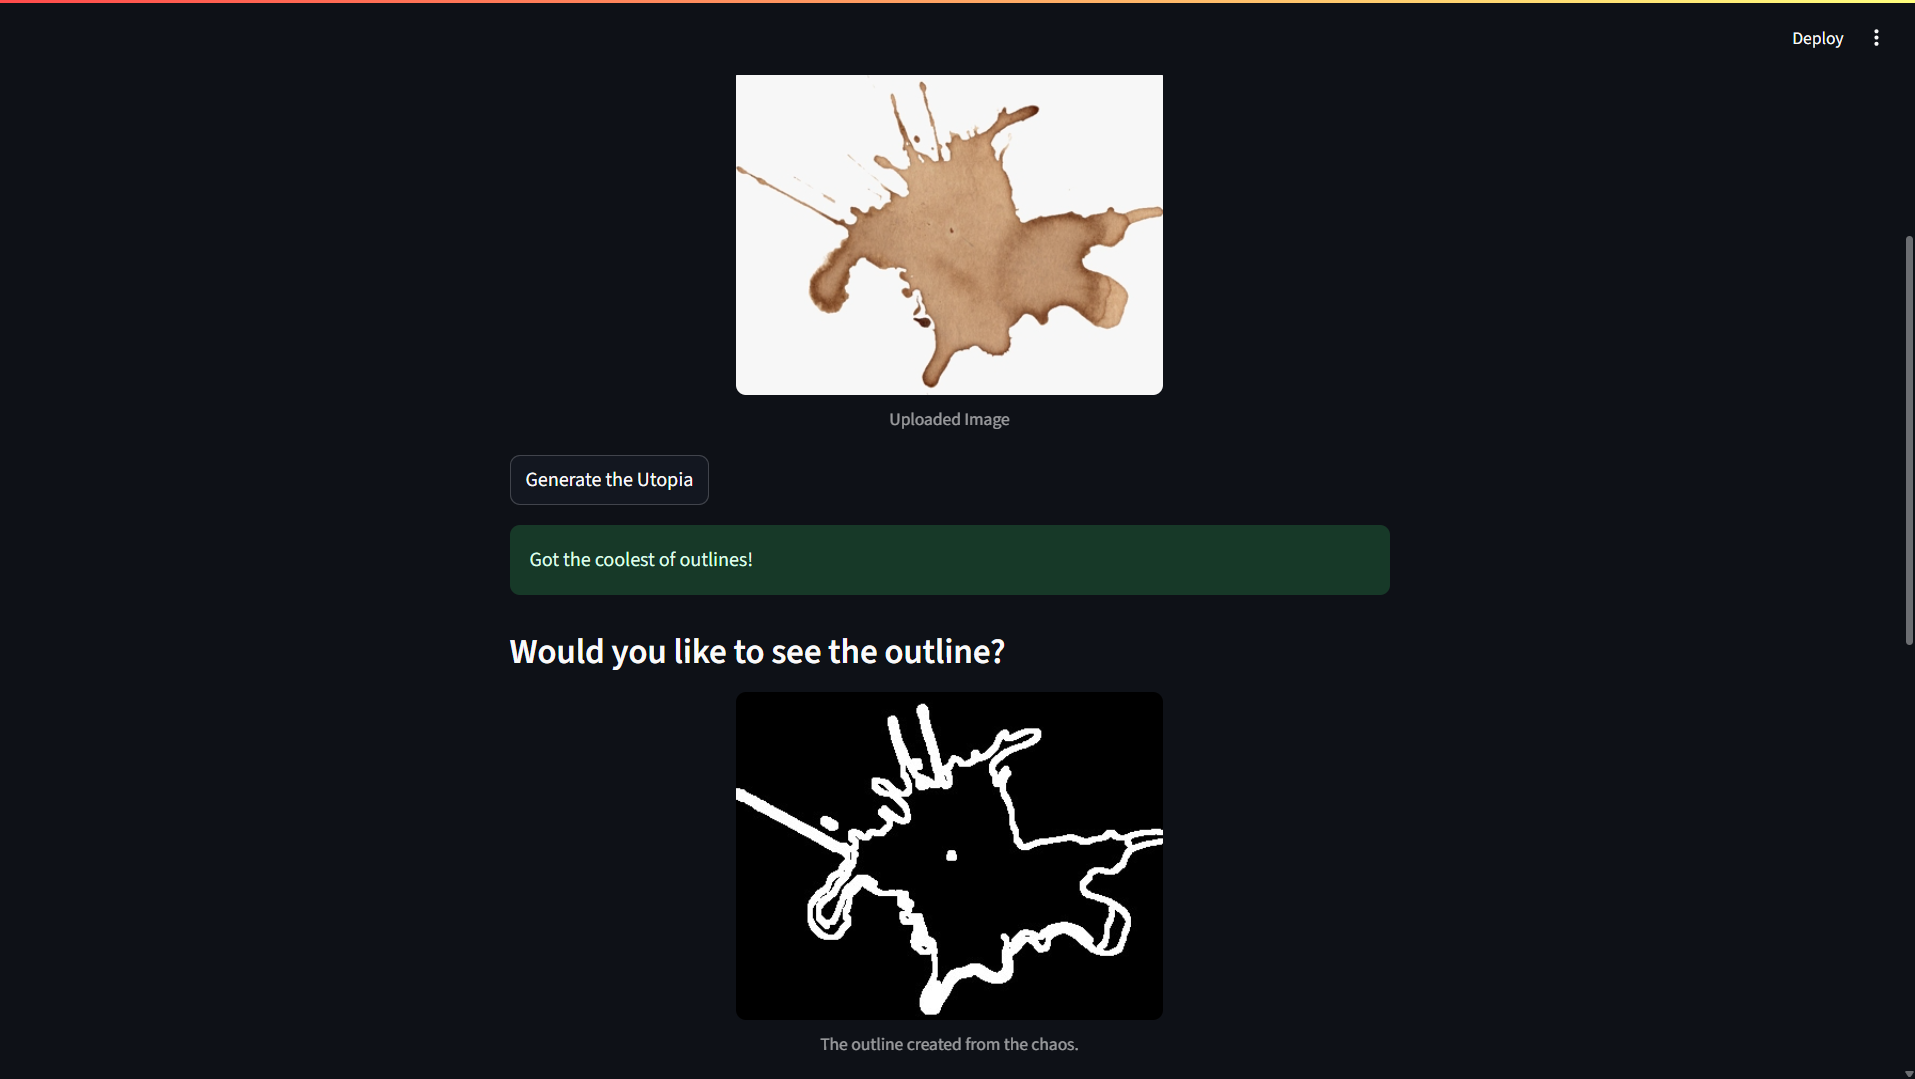 Deploy
Uploaded Image
Generate the Utopia
Got the coolest of outlines!
Would you like to see the outline?
The outline created from the chaos.